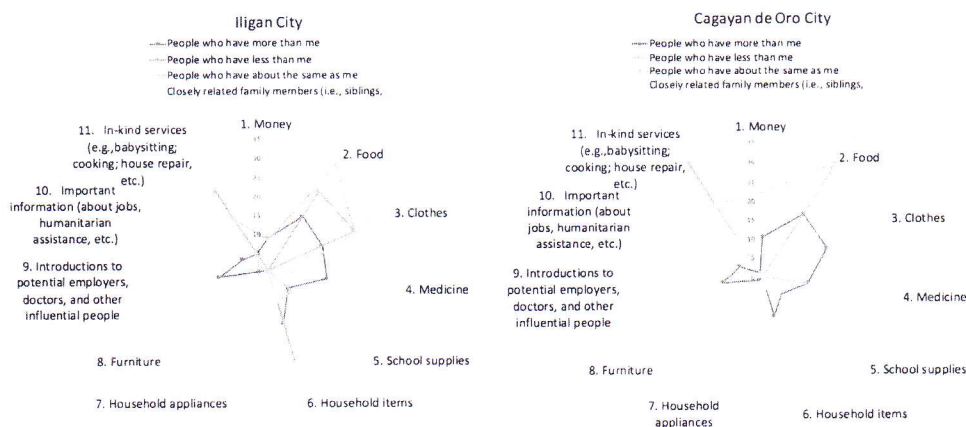 Iligan City
People who have more than me
People who have less than me
People who have about the same as me
Closely related family members (i.e., siblings,
1. Money
2. Food
3. Clothes
4. Medicine
5. School supplies
6. Household items
7. Household appliances
8. Furniture
9. Introductions to
potential employers,
doctors, and other
influential people
10. Important
information (about jobs,
humanitarian
assistance, etc.)
11. In-kind services
(e.g.,babysitting;
cooking; house repair,
etc.)
35
30
25
20
15
10
Cagayan de Oro City
People who have more than me
People who have less than me
People who have about the same as me
Closely related family members (i.e., siblings,
1. Money
2. Food
3. Clothes
4. Medicine
5. School supplies
6. Household items
7. Household
appliances
8. Furniture
9. Introductions to
potential employers,
doctors, and other
influential people
10. Important
information (about
jobs, humanitarian
assistance, etc.)
11. In-kind services
(e.g.,babysitting;
cooking; house repair,
etc.)